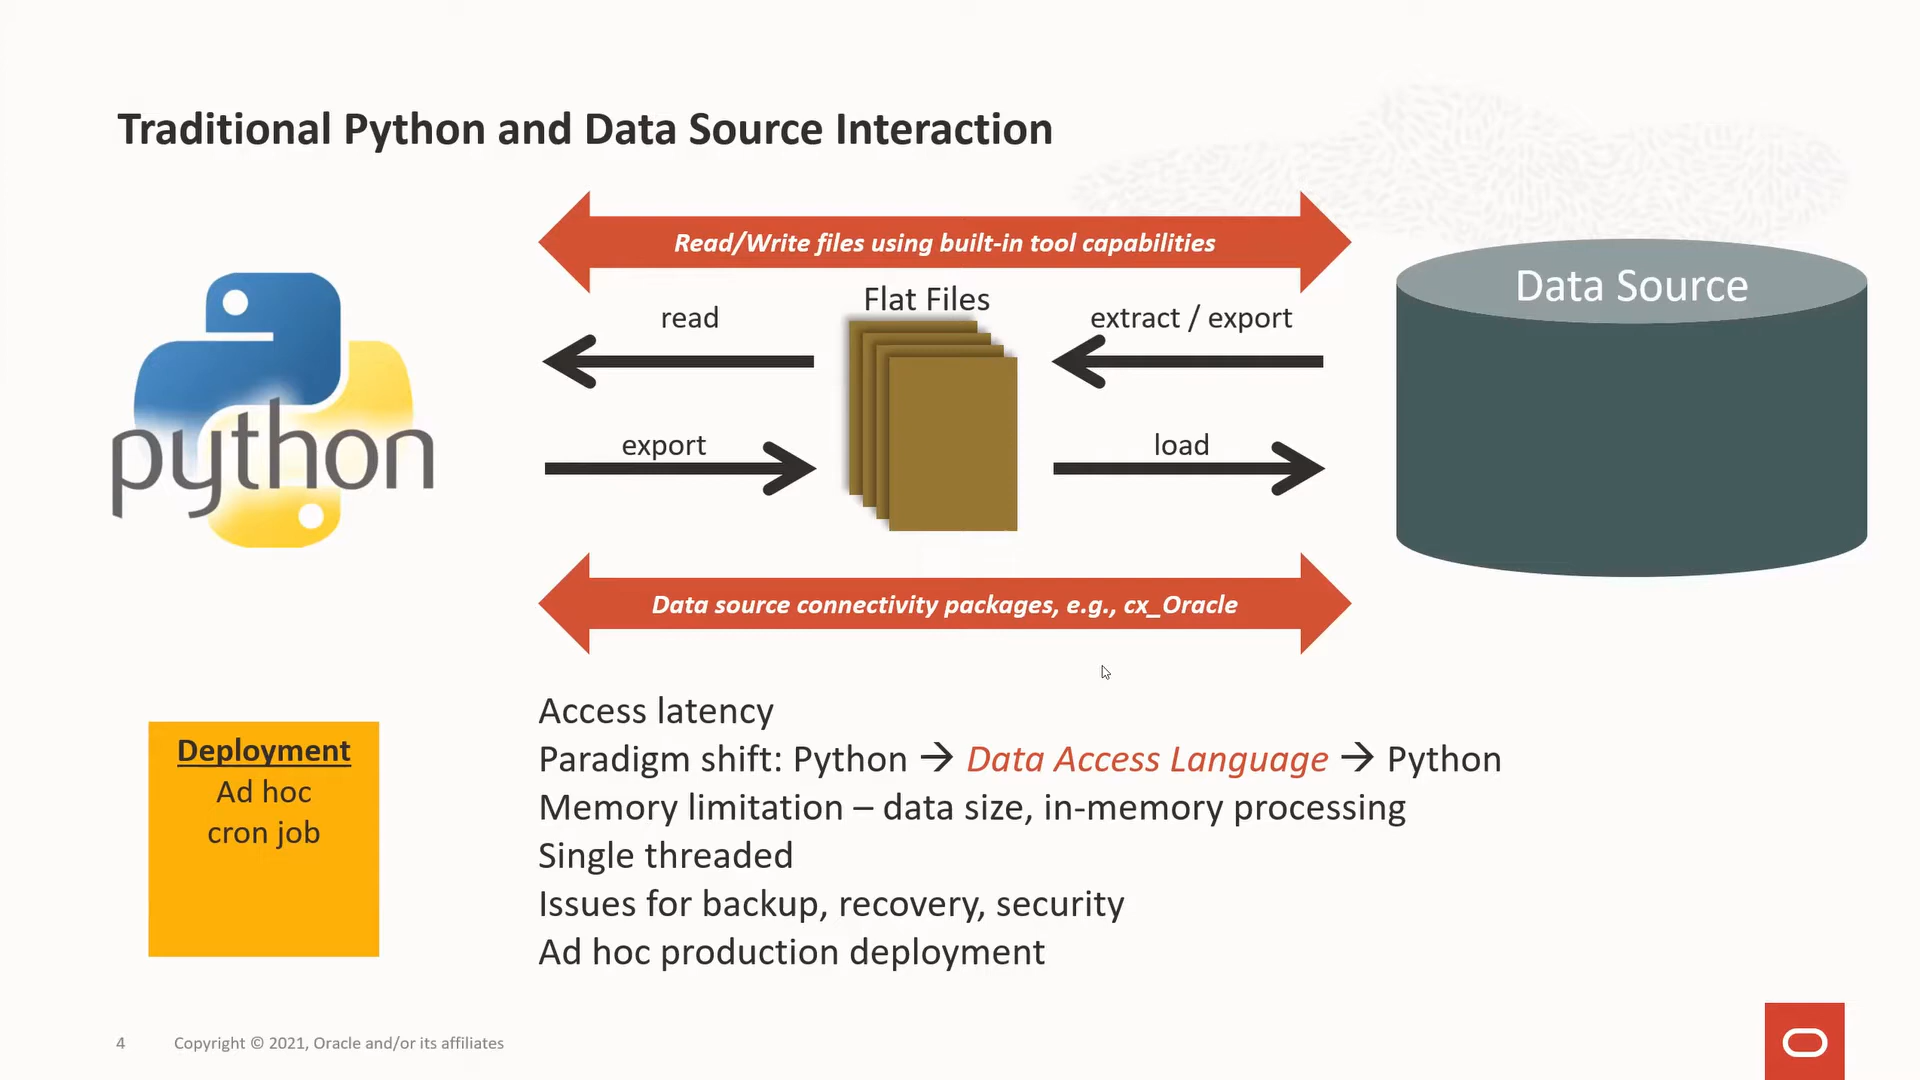 Traditional Python and Data Source Interaction
Read/Write files using built-in tool capabilities
Data Source
Flat Files
read
extract / export
python
export
load
Data source connectivity packages, e.g., cx_Oracle
Access latency
Paradigm shift: Python → Data Access Language → Python
Memory limitation – data size, in-memory processing
Single threaded
Issues for backup, recovery, security
Ad hoc production deployment
Deployment
Ad hoc
cron job
4 Copyright © 2021, Oracle and/or its affiliates